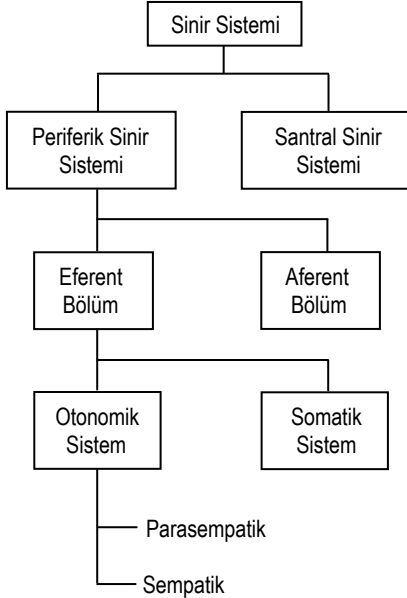 Sinir Sistemi
Periferik Sinir
Sistemi
Santral Sinir
Sistemi
Eferent
Bölüm
Aferent
Bölüm
Otonomik
Sistem
Somatik
Sistem
Parasempatik
Sempatik